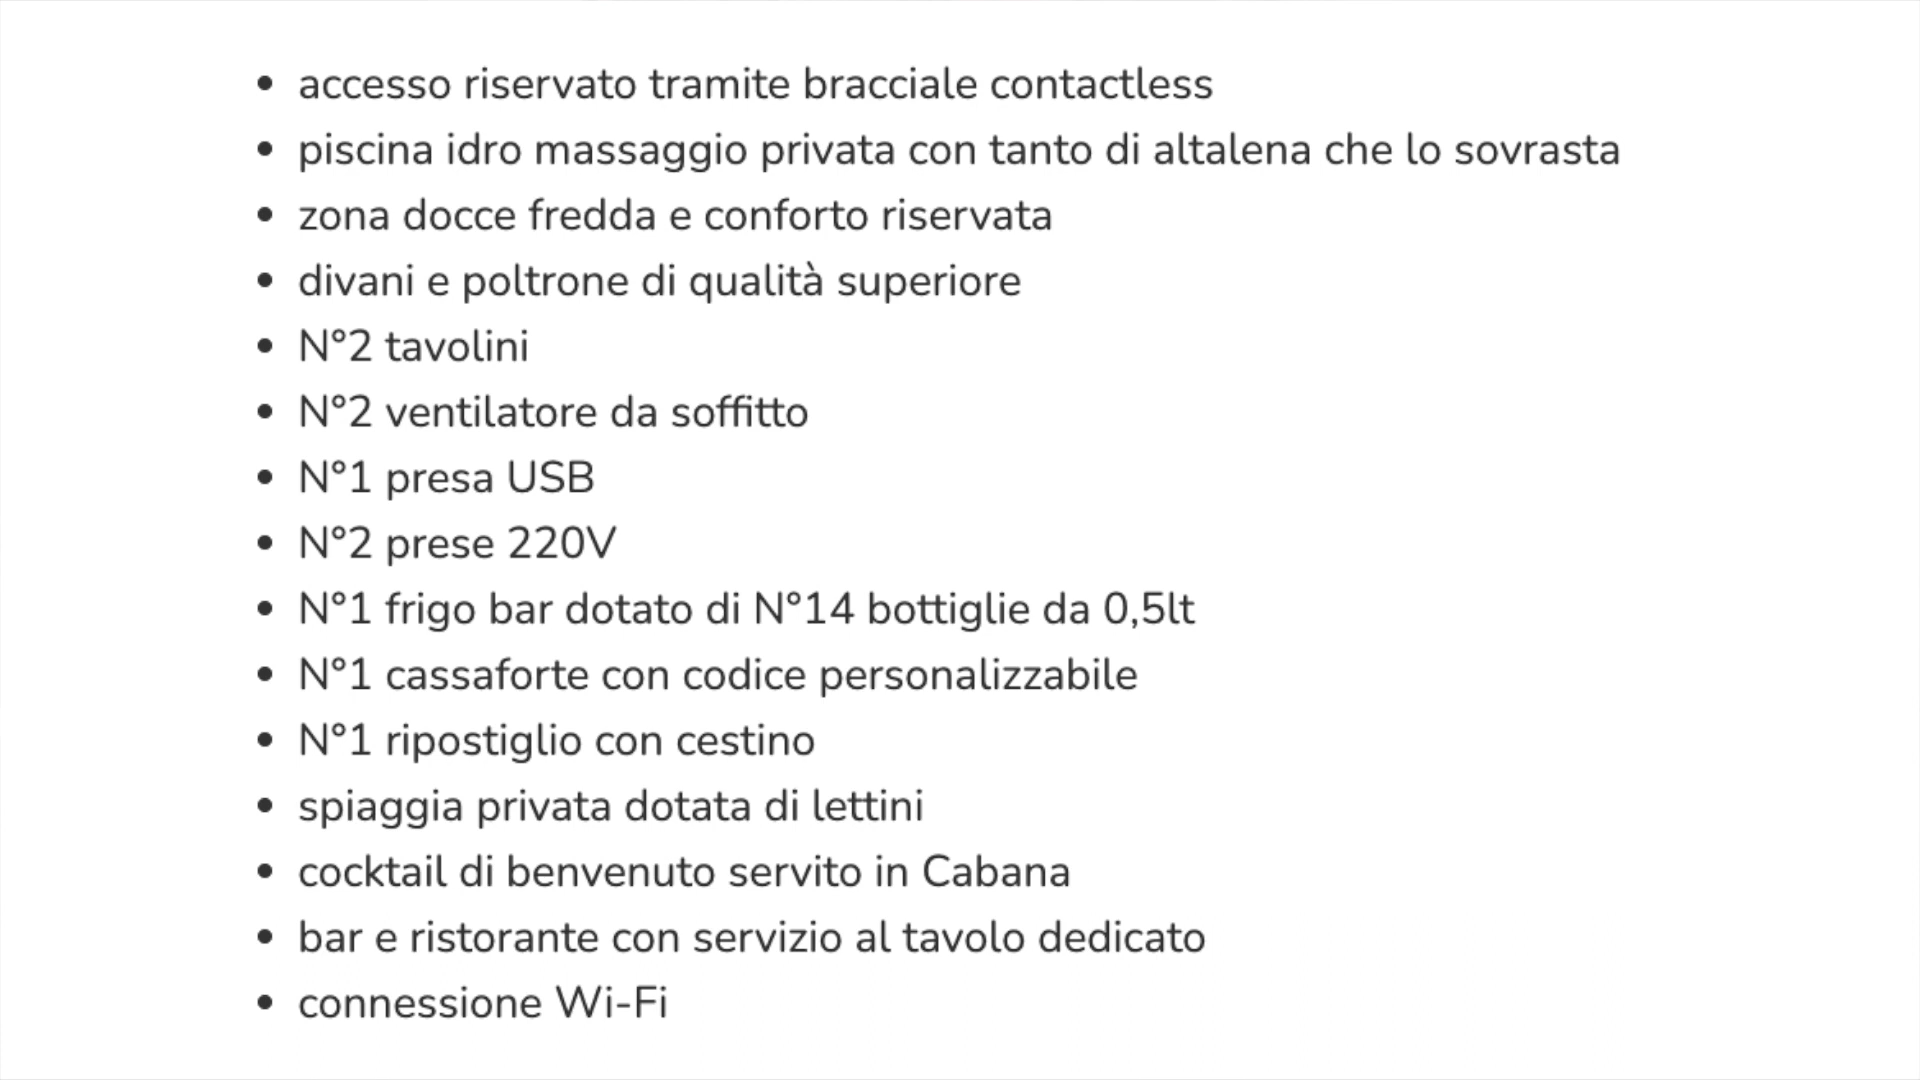 • accesso riservato tramite bracciale contactless
• piscina idro massaggio privata con tanto di altalena che lo sovrasta
• zona docce fredda e conforto riservata
• divani e poltrone di qualità superiore
• N°2 tavolini
• N°2 ventilatore da soffitto
• N°1 presa USB
• N°2 prese 220V
• N°1 frigo bar dotato di N°14 bottiglie da 0,5lt
• N°1 cassaforte con codice personalizzabile
• N°1 ripostiglio con cestino
• spiaggia privata dotata di lettini
• cocktail di benvenuto servito in Cabana
• bar e ristorante con servizio al tavolo dedicato
• connessione Wi-Fi